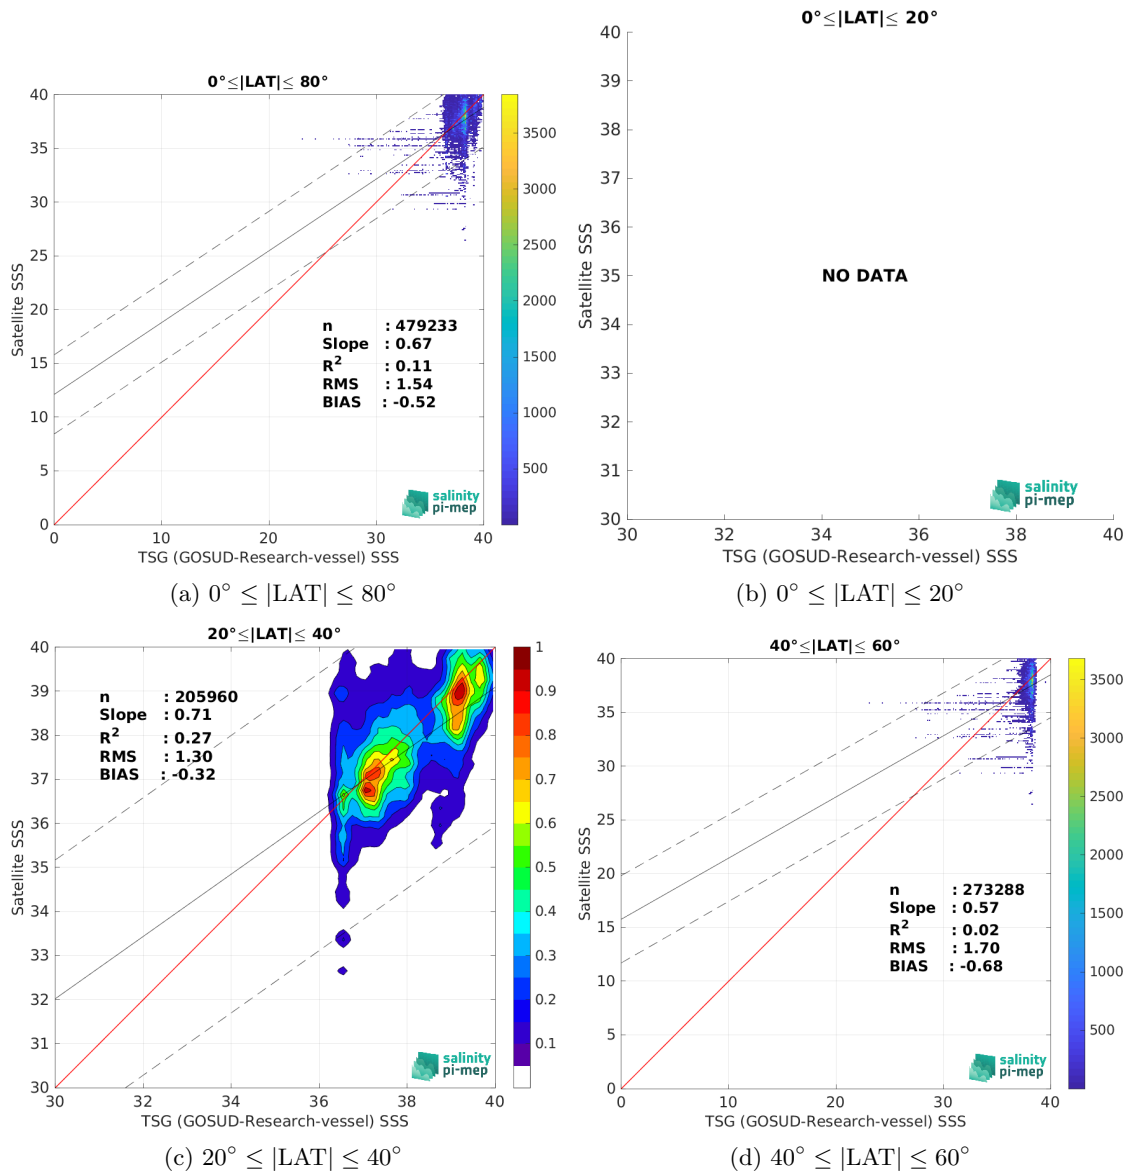 0°≤|LAT|≤ 80°
40
35
30
25
20
15
10
5
0
0
10
20
30
40
Satellite SSS
TSG (GOSUD-Research-vessel) SSS
n : 479233
Slope : 0.67
R² : 0.11
RMS : 1.54
BIAS : -0.52
salinity
pi-mep
3500
3000
2500
2000
1500
1000
500
(a) 0° ≤ |LAT| ≤ 80°
0°≤|LAT|≤ 20°
40
39
38
37
36
35
34
33
32
31
30
30
32
34
36
38
40
Satellite SSS
TSG (GOSUD-Research-vessel) SSS
NO DATA
salinity
pi-mep
(b) 0° ≤ |LAT| ≤ 20°
20°≤|LAT|≤ 40°
40
39
38
37
36
35
34
33
32
31
30
30
32
34
36
38
40
Satellite SSS
TSG (GOSUD-Research-vessel) SSS
n : 205960
Slope : 0.71
R² : 0.27
RMS : 1.30
BIAS : -0.32
salinity
pi-mep
1
0.9
0.8
0.7
0.6
0.5
0.4
0.3
0.2
0.1
(c) 20° ≤ |LAT| ≤ 40°
40°≤|LAT|≤ 60°
40
35
30
25
20
15
10
5
0
0
10
20
30
40
Satellite SSS
TSG (GOSUD-Research-vessel) SSS
n : 273288
Slope : 0.57
R² : 0.02
RMS : 1.70
BIAS : -0.68
salinity
pi-mep
3500
3000
2500
2000
1500
1000
500
(d) 40° ≤ |LAT| ≤ 60°